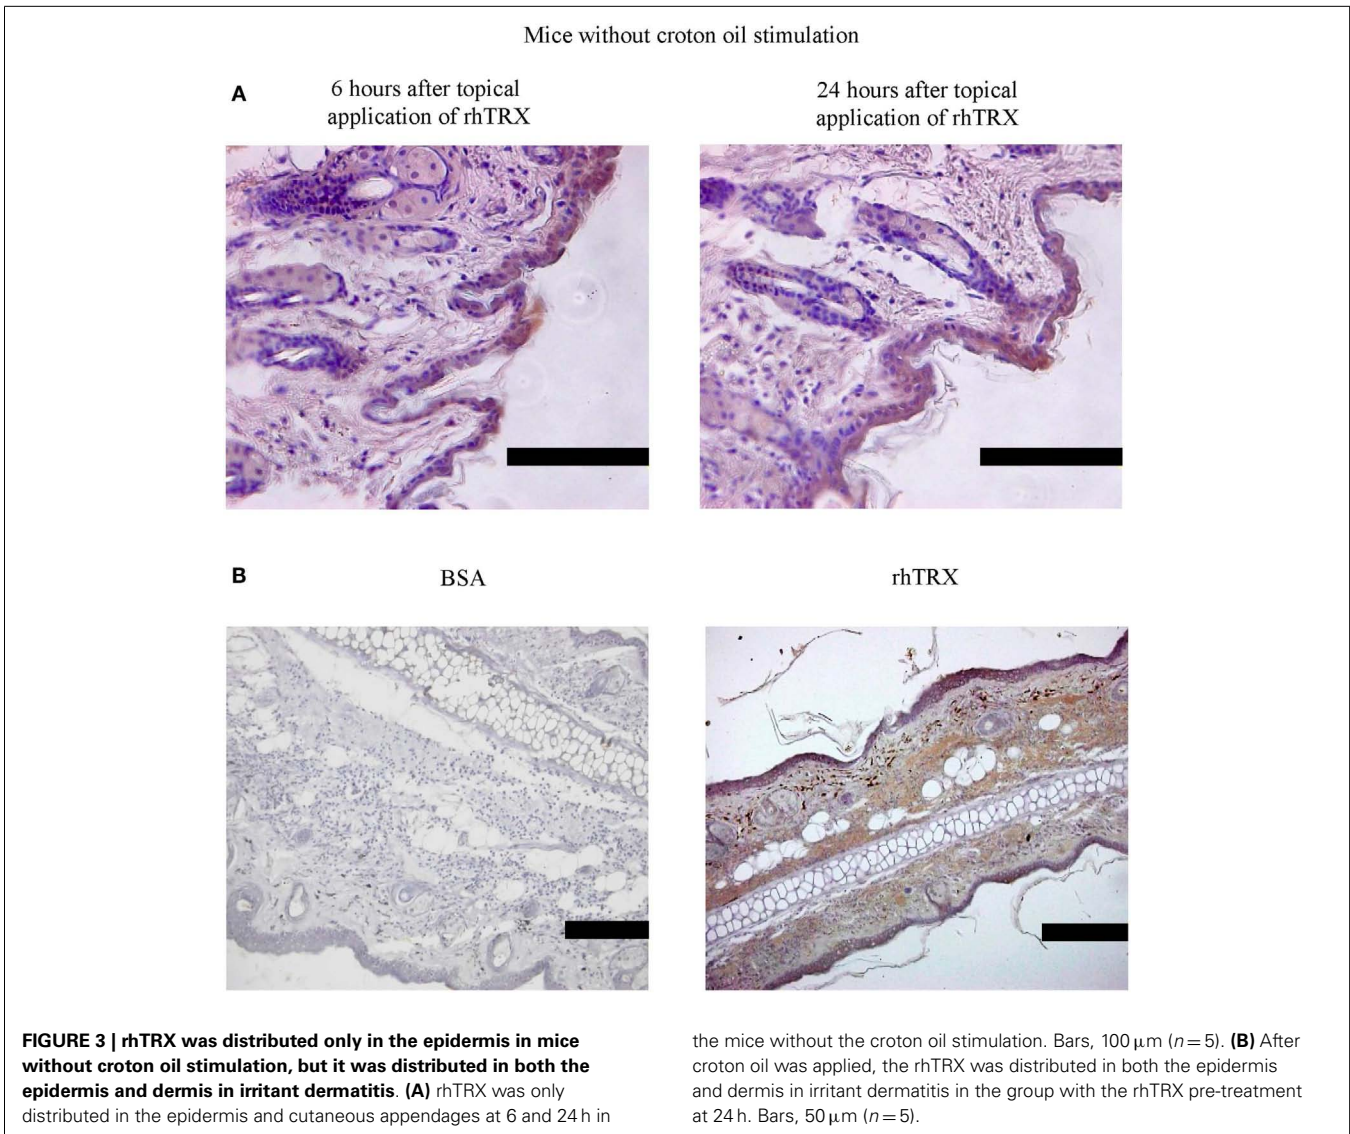 Mice without croton oil stimulation
A
6 hours after topical
application of rhTRX
24 hours after topical
application of rhTRX
B
BSA
rhTRX
FIGURE 3 | rhTRX was distributed only in the epidermis in mice
without croton oil stimulation, but it was distributed in both the
epidermis and dermis in irritant dermatitis. (A) rhTRX was only
distributed in the epidermis and cutaneous appendages at 6 and 24 h in
the mice without the croton oil stimulation. Bars, 100 μm (n = 5). (B) After
croton oil was applied, the rhTRX was distributed in both the epidermis
and dermis in irritant dermatitis in the group with the rhTRX pre-treatment
at 24 h. Bars, 50 μm (n = 5).